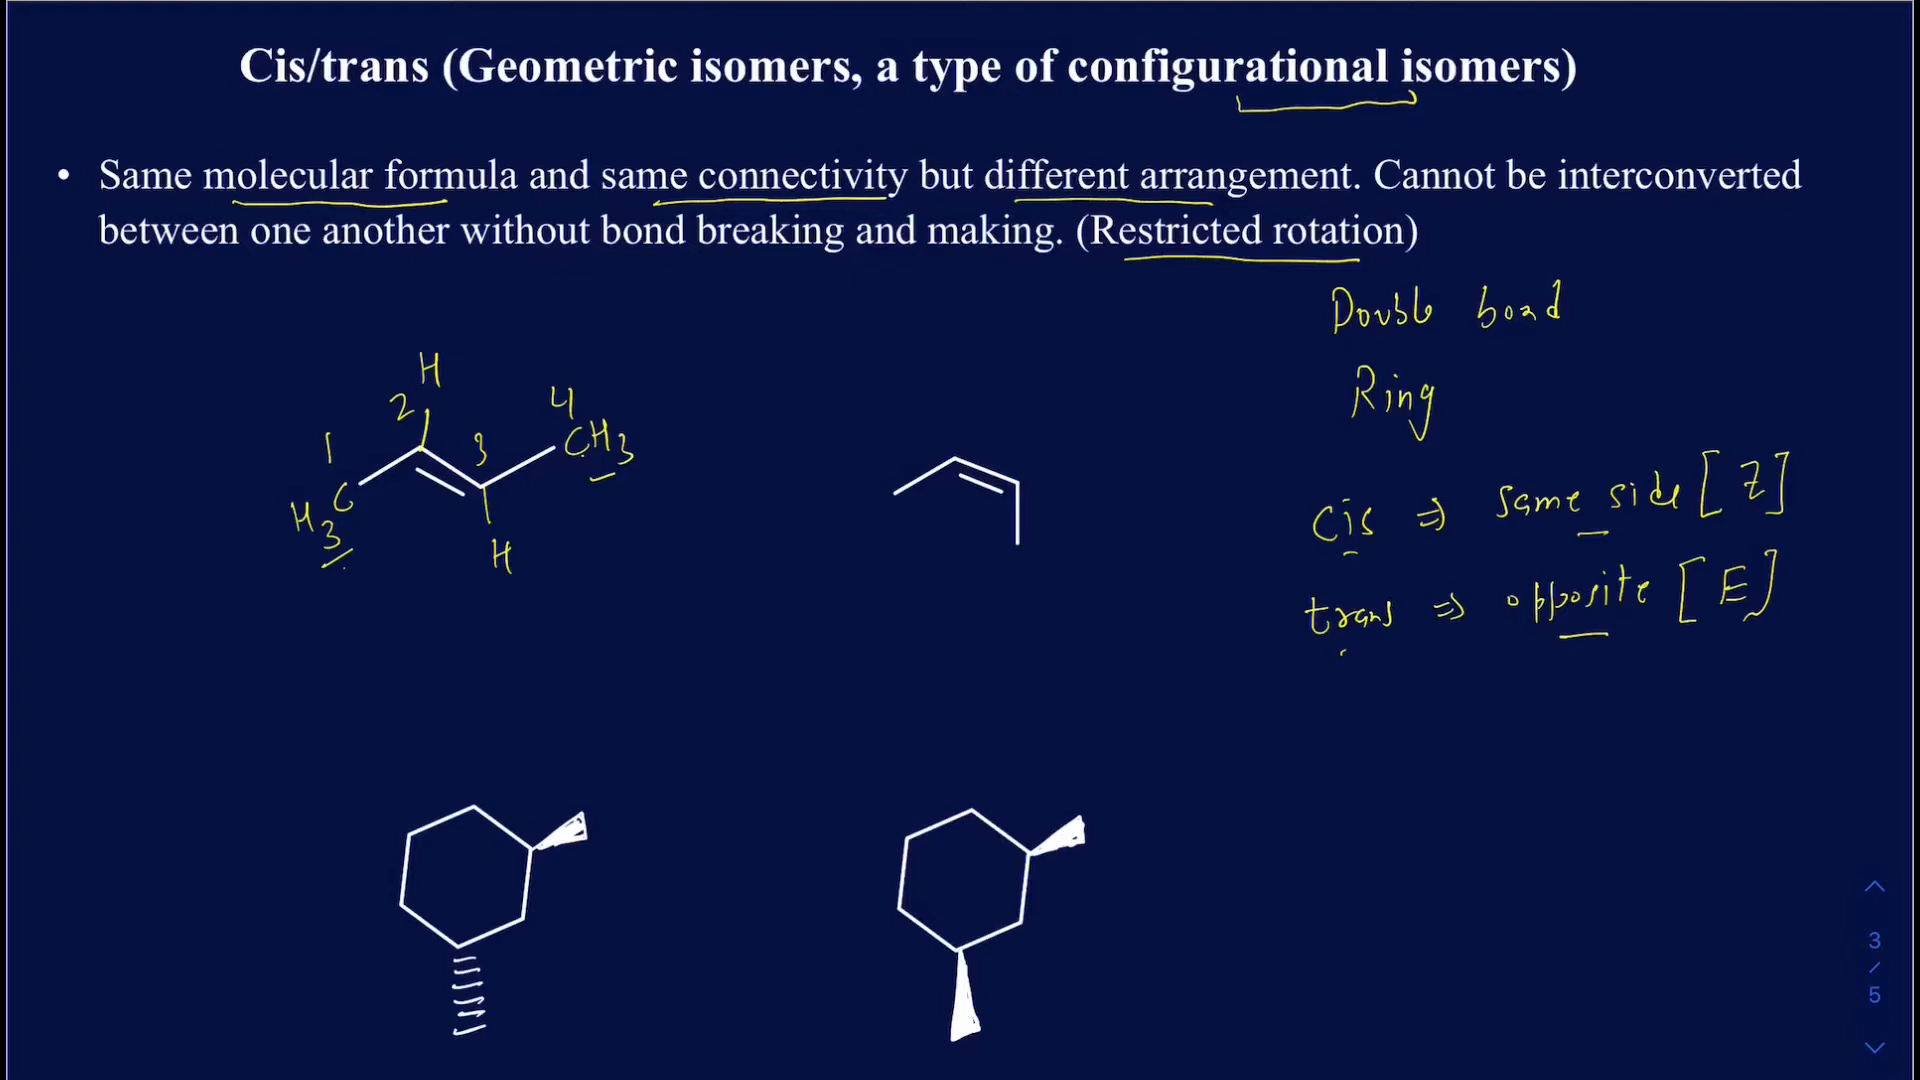 Cis/trans (Geometric isomers, a type of configurational isomers)
• Same molecular formula and same connectivity but different arrangement. Cannot be interconverted
between one another without bond breaking and making. (Restricted rotation)
Double bond
Ring
H
2
4
1
3
CH3
H3C
H
Cis ⇒ same side [Z]
trans ⇒ opposite [E]
3
/
5